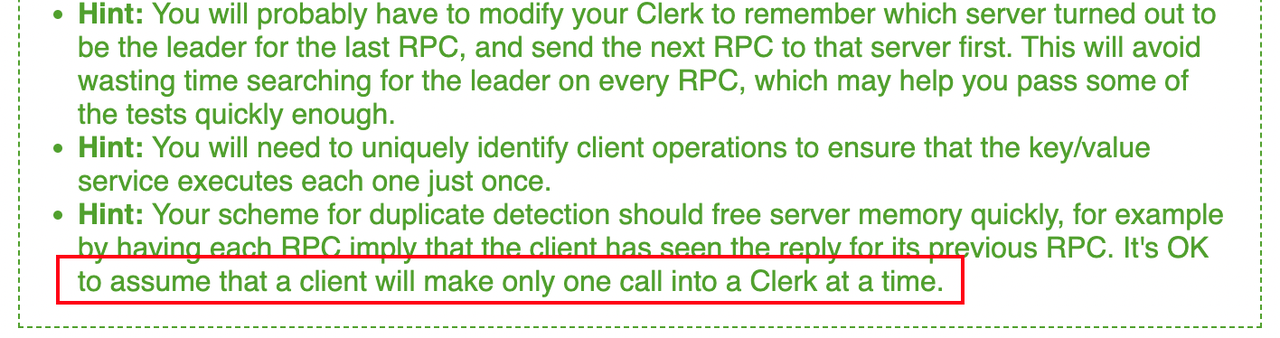 • Hint: You will probably have to modify your Clerk to remember which server turned out to
be the leader for the last RPC, and send the next RPC to that server first. This will avoid
wasting time searching for the leader on every RPC, which may help you pass some of
the tests quickly enough.
• Hint: You will need to uniquely identify client operations to ensure that the key/value
service executes each one just once.
• Hint: Your scheme for duplicate detection should free server memory quickly, for example
by having each RPC imply that the client has seen the reply for its previous RPC. It's OK
to assume that a client will make only one call into a Clerk at a time.